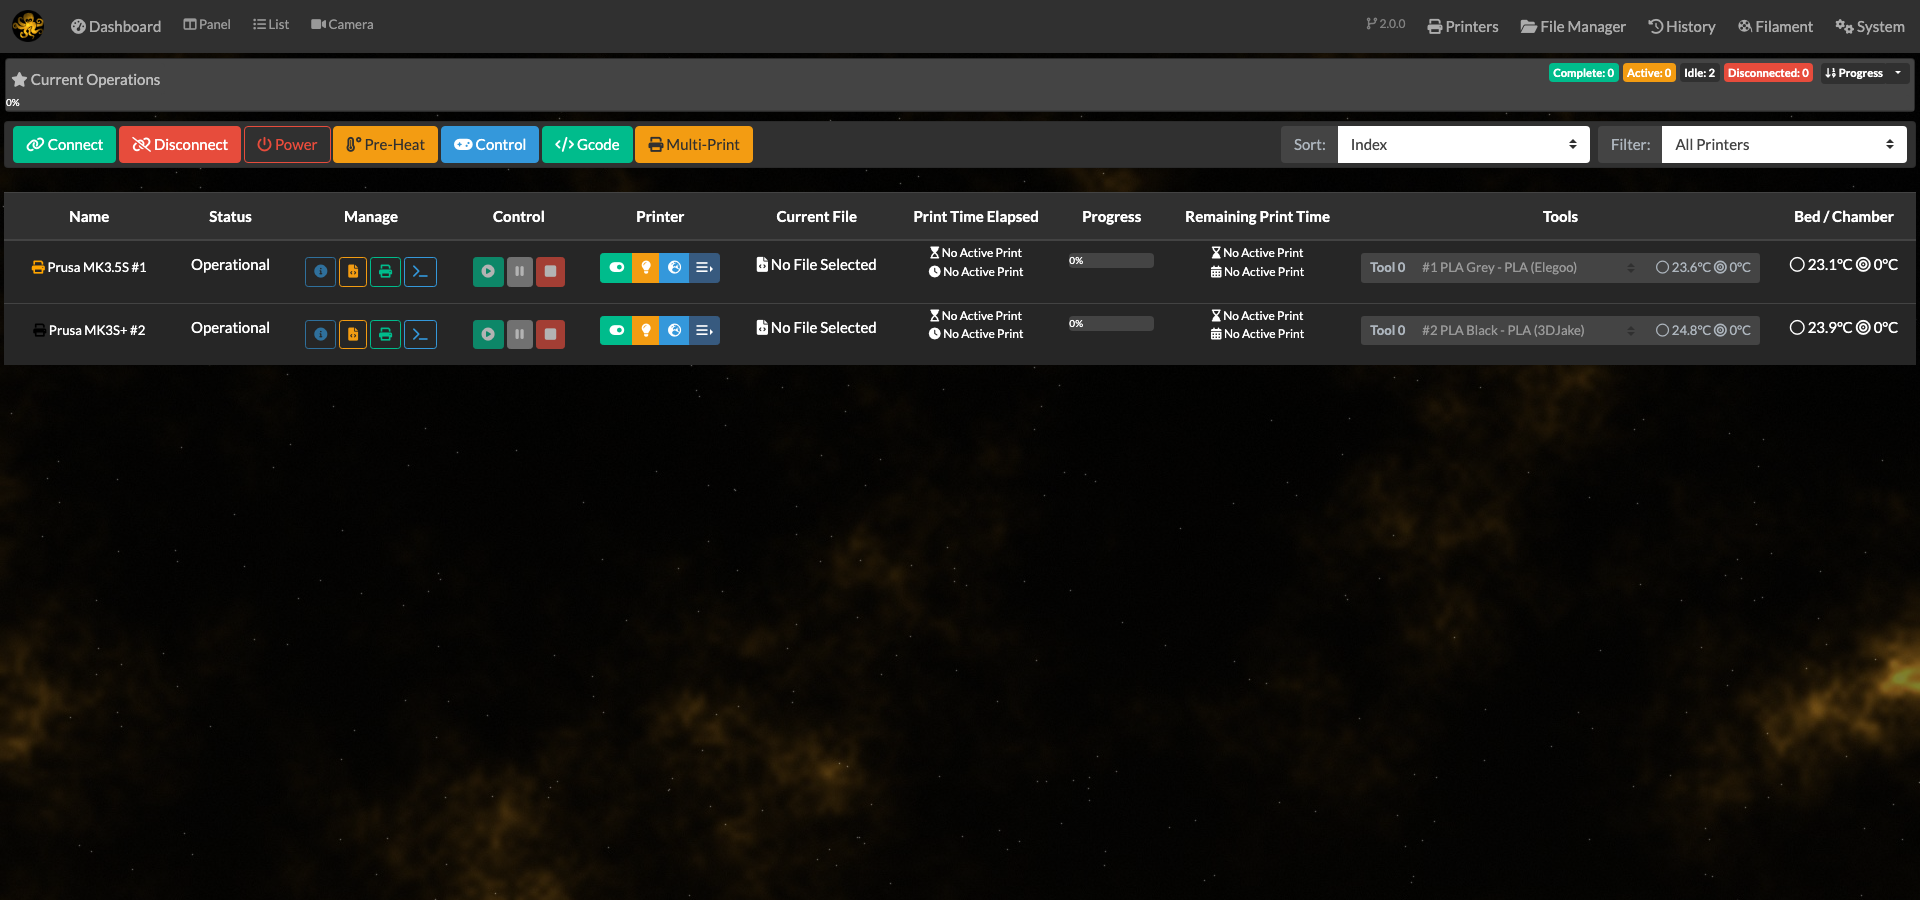 Dashboard Panel List Camera 2.0.0 Printers File Manager History Filament System
Current Operations Complete: 0 Active: 0 Idle: 2 Disconnected: 0 Progress
0%
Connect Disconnect Power Pre-Heat Control Gcode Multi-Print Sort: Index Filter: All Printers
Name Status Manage Control Printer Current File Print Time Elapsed Progress Remaining Print Time Tools Bed / Chamber
Prusa MK3.5S #1 Operational No File Selected No Active Print 0% No Active Print Tool 0 #1 PLA Grey - PLA (Elegoo) 23.6°C 0°C 23.1°C 0°C
No Active Print No Active Print
Prusa MK3S+ #2 Operational No File Selected No Active Print 0% No Active Print Tool 0 #2 PLA Black - PLA (3DJake) 24.8°C 0°C 23.9°C 0°C
No Active Print No Active Print